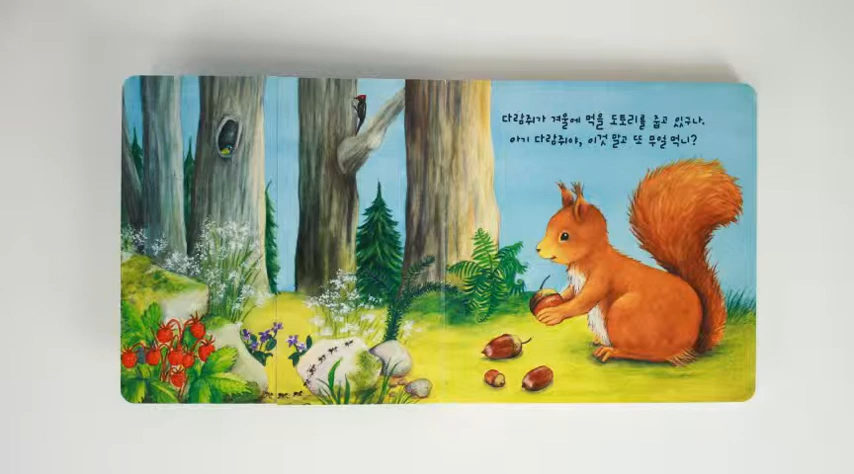 다람쥐가 겨울에 먹을 도토리를 줍고 있구나.
아기 다람쥐야, 이것 말고 또 무얼 먹니?